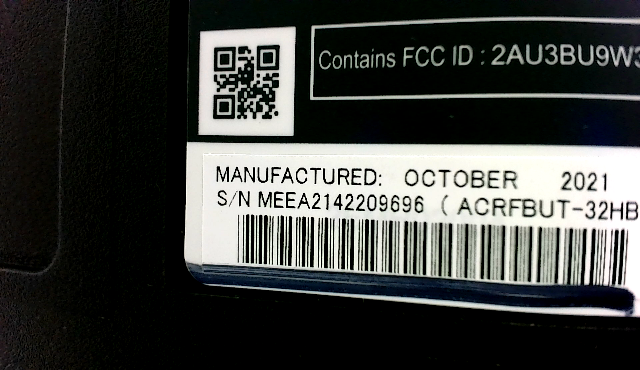 Contains FCC ID : 2AU3BU9W3
MANUFACTURED: OCTOBER 2021
S/N MEEA2142209696 ( ACRFBUT-32HB